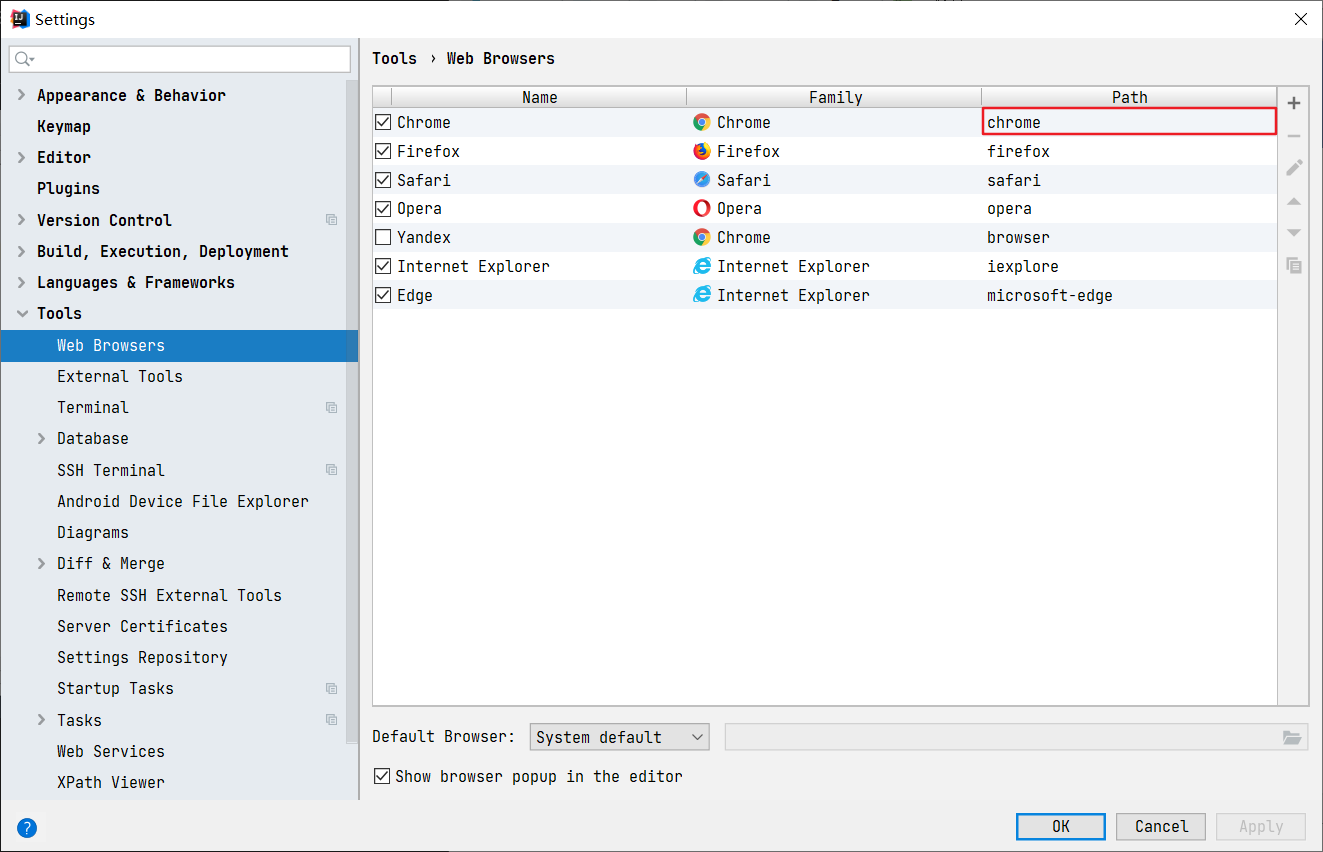 Settings
Appearance & Behavior
Keymap
Editor
Plugins
Version Control
Build, Execution, Deployment
Languages & Frameworks
Tools
Web Browsers
External Tools
Terminal
Database
SSH Terminal
Android Device File Explorer
Diagrams
Diff & Merge
Remote SSH External Tools
Server Certificates
Settings Repository
Startup Tasks
Tasks
Web Services
XPath Viewer
Tools › Web Browsers
Name Family Path
Chrome Chrome chrome
Firefox Firefox firefox
Safari Safari safari
Opera Opera opera
Yandex Chrome browser
Internet Explorer Internet Explorer iexplore
Edge Internet Explorer microsoft-edge
Default Browser: System default
Show browser popup in the editor
? OK Cancel Apply